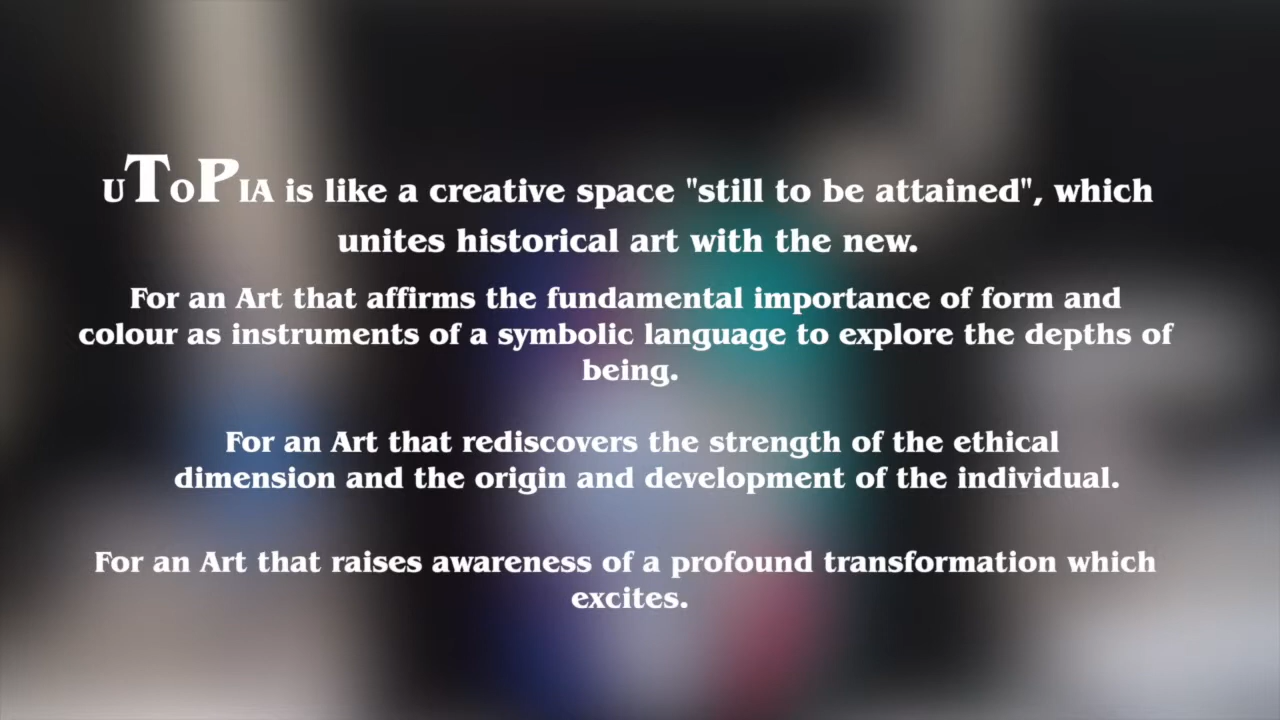 uToPIA is like a creative space "still to be attained", which
unites historical art with the new.
For an Art that affirms the fundamental importance of form and
colour as instruments of a symbolic language to explore the depths of
being.
For an Art that rediscovers the strength of the ethical
dimension and the origin and development of the individual.
For an Art that raises awareness of a profound transformation which
excites.